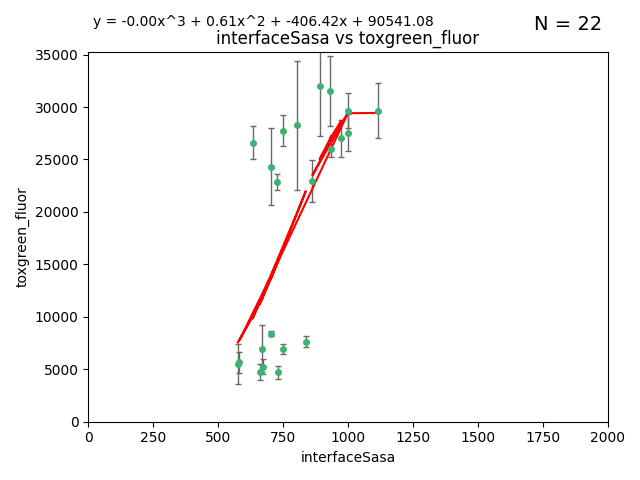 y = -0.00x^3 + 0.61x^2 + -406.42x + 90541.08
N = 22
interfaceSasa vs toxgreen_fluor
35000
30000
25000
20000
15000
10000
5000
0
toxgreen_fluor
0 250 500 750 1000 1250 1500 1750 2000
interfaceSasa